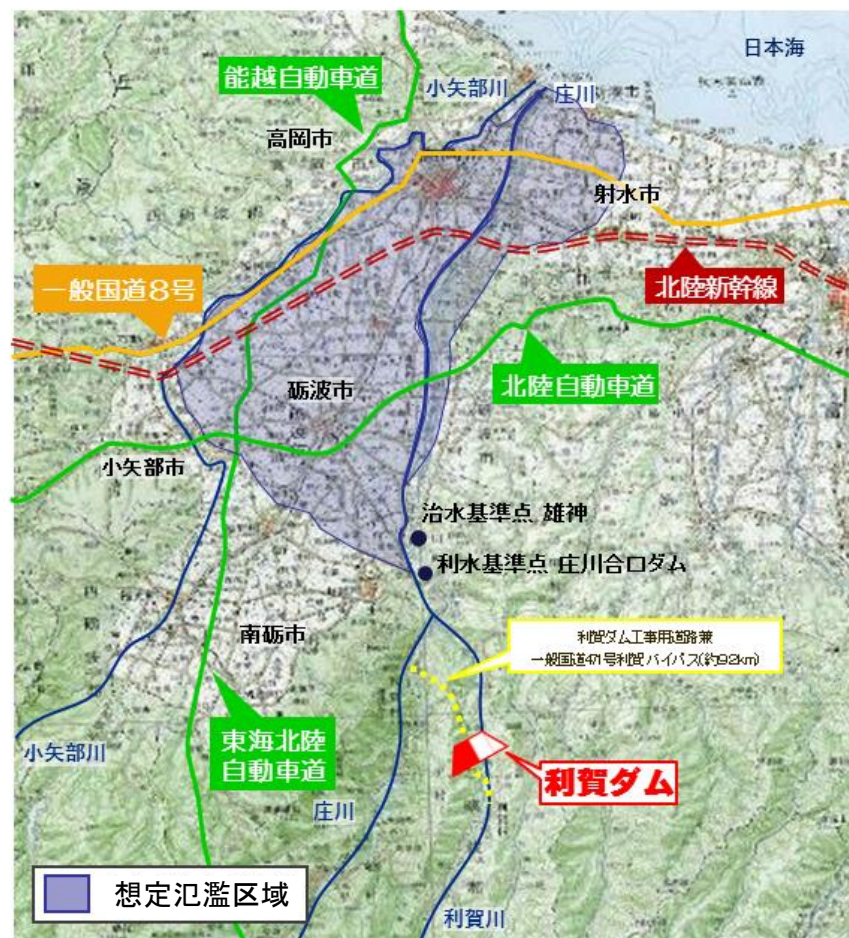 日本海
能越自動車道
小矢部川
庄川
高岡市
射水市
一般国道8号
北陸新幹線
北陸自動車道
砺波市
小矢部市
治水基準点 雄神
利水基準点 庄川合口ダム
南砺市
利賀ダム工事用道路兼
一般国道471号利賀バイパス(約9.2km)
小矢部川
東海北陸
自動車道
庄川
利賀ダム
利賀川
想定氾濫区域